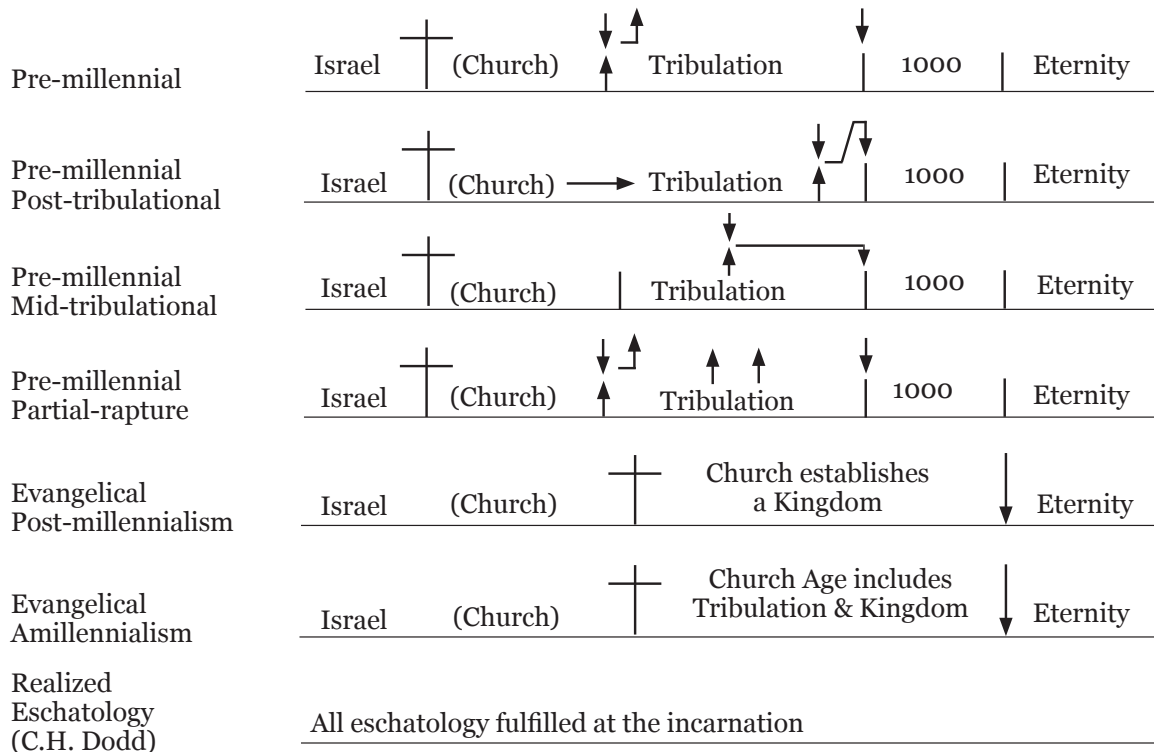 Pre-millennial
Israel (Church) Tribulation 1000 Eternity
Pre-millennial
Post-tribulational
Israel (Church) Tribulation 1000 Eternity
Pre-millennial
Mid-tribulational
Israel (Church) Tribulation 1000 Eternity
Pre-millennial
Partial-rapture
Israel (Church) Tribulation 1000 Eternity
Evangelical
Post-millennialism
Israel (Church) Church establishes
a Kingdom Eternity
Evangelical
Amillennialism
Israel (Church) Church Age includes
Tribulation & Kingdom Eternity
Realized
Eschatology
(C.H. Dodd)
All eschatology fulfilled at the incarnation